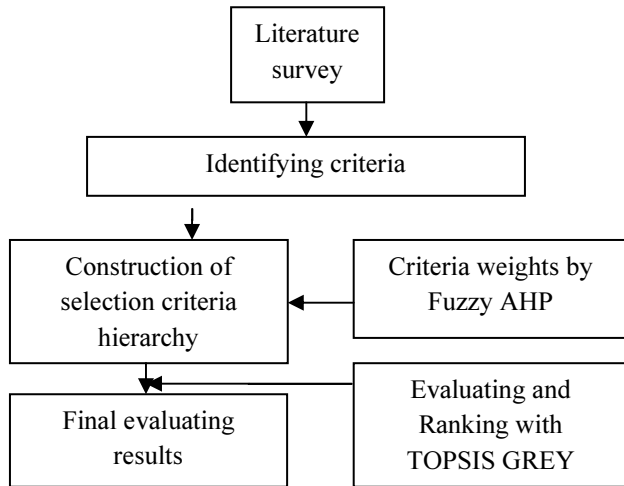 Literature
survey
Identifying criteria
Construction of
selection criteria
hierarchy
Criteria weights by
Fuzzy AHP
Final evaluating
results
Evaluating and
Ranking with
TOPSIS GREY